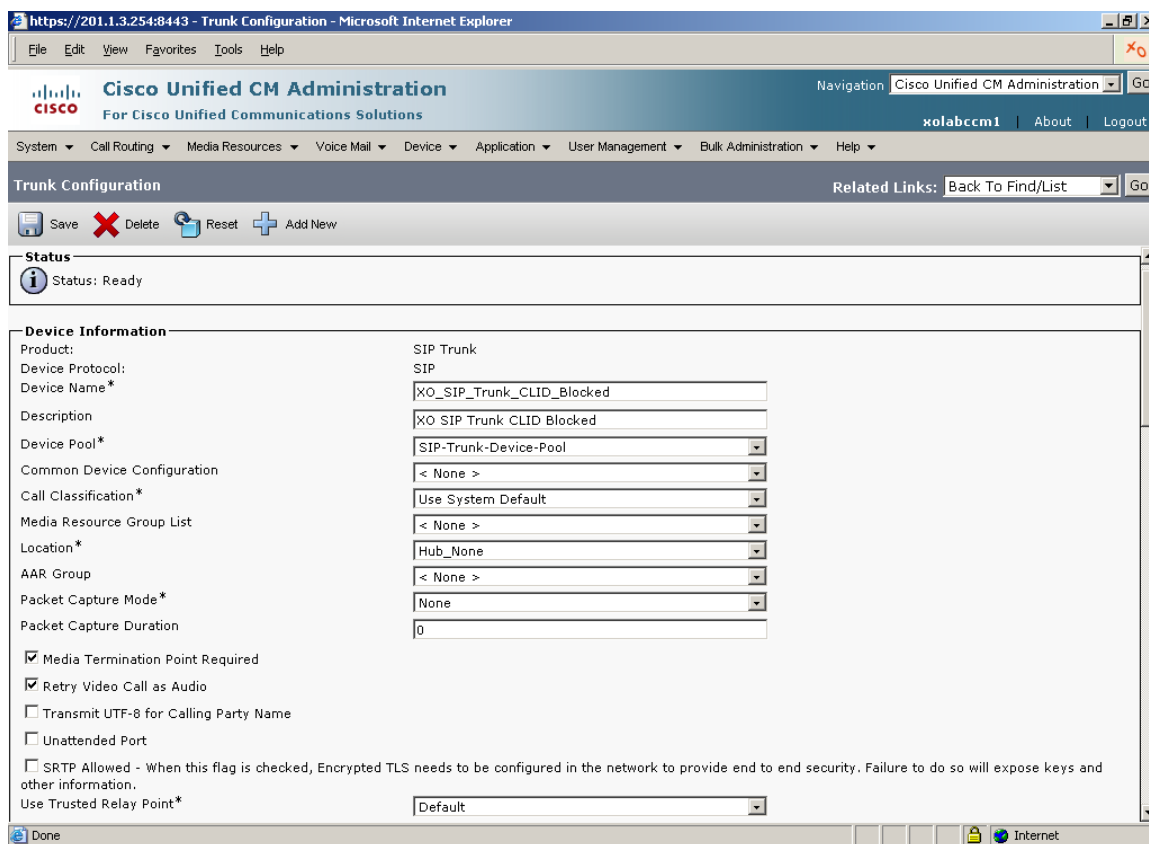 https://201.1.3.254:8443 - Trunk Configuration - Microsoft Internet Explorer
File Edit View Favorites Tools Help
Cisco Unified CM Administration
For Cisco Unified Communications Solutions
CISCO
Navigation Cisco Unified CM Administration Go
xolabccm1 | About | Logout
System Call Routing Media Resources Voice Mail Device Application User Management Bulk Administration Help
Trunk Configuration
Related Links: Back To Find/List Go
Save Delete Reset Add New
Status
Status: Ready
Device Information
Product: SIP Trunk
Device Protocol: SIP
Device Name* XO_SIP_Trunk_CLID_Blocked
Description XO SIP Trunk CLID Blocked
Device Pool* SIP-Trunk-Device-Pool
Common Device Configuration < None >
Call Classification* Use System Default
Media Resource Group List < None >
Location* Hub_None
AAR Group < None >
Packet Capture Mode* None
Packet Capture Duration 0
Media Termination Point Required
Retry Video Call as Audio
Transmit UTF-8 for Calling Party Name
Unattended Port
SRTP Allowed - When this flag is checked, Encrypted TLS needs to be configured in the network to provide end to end security. Failure to do so will expose keys and
other information.
Use Trusted Relay Point* Default
Done Internet